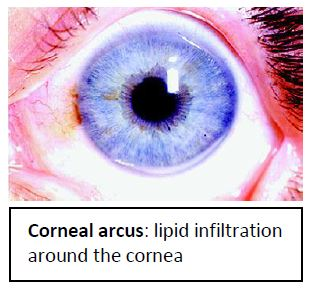 Corneal arcus: lipid infiltration
around the cornea